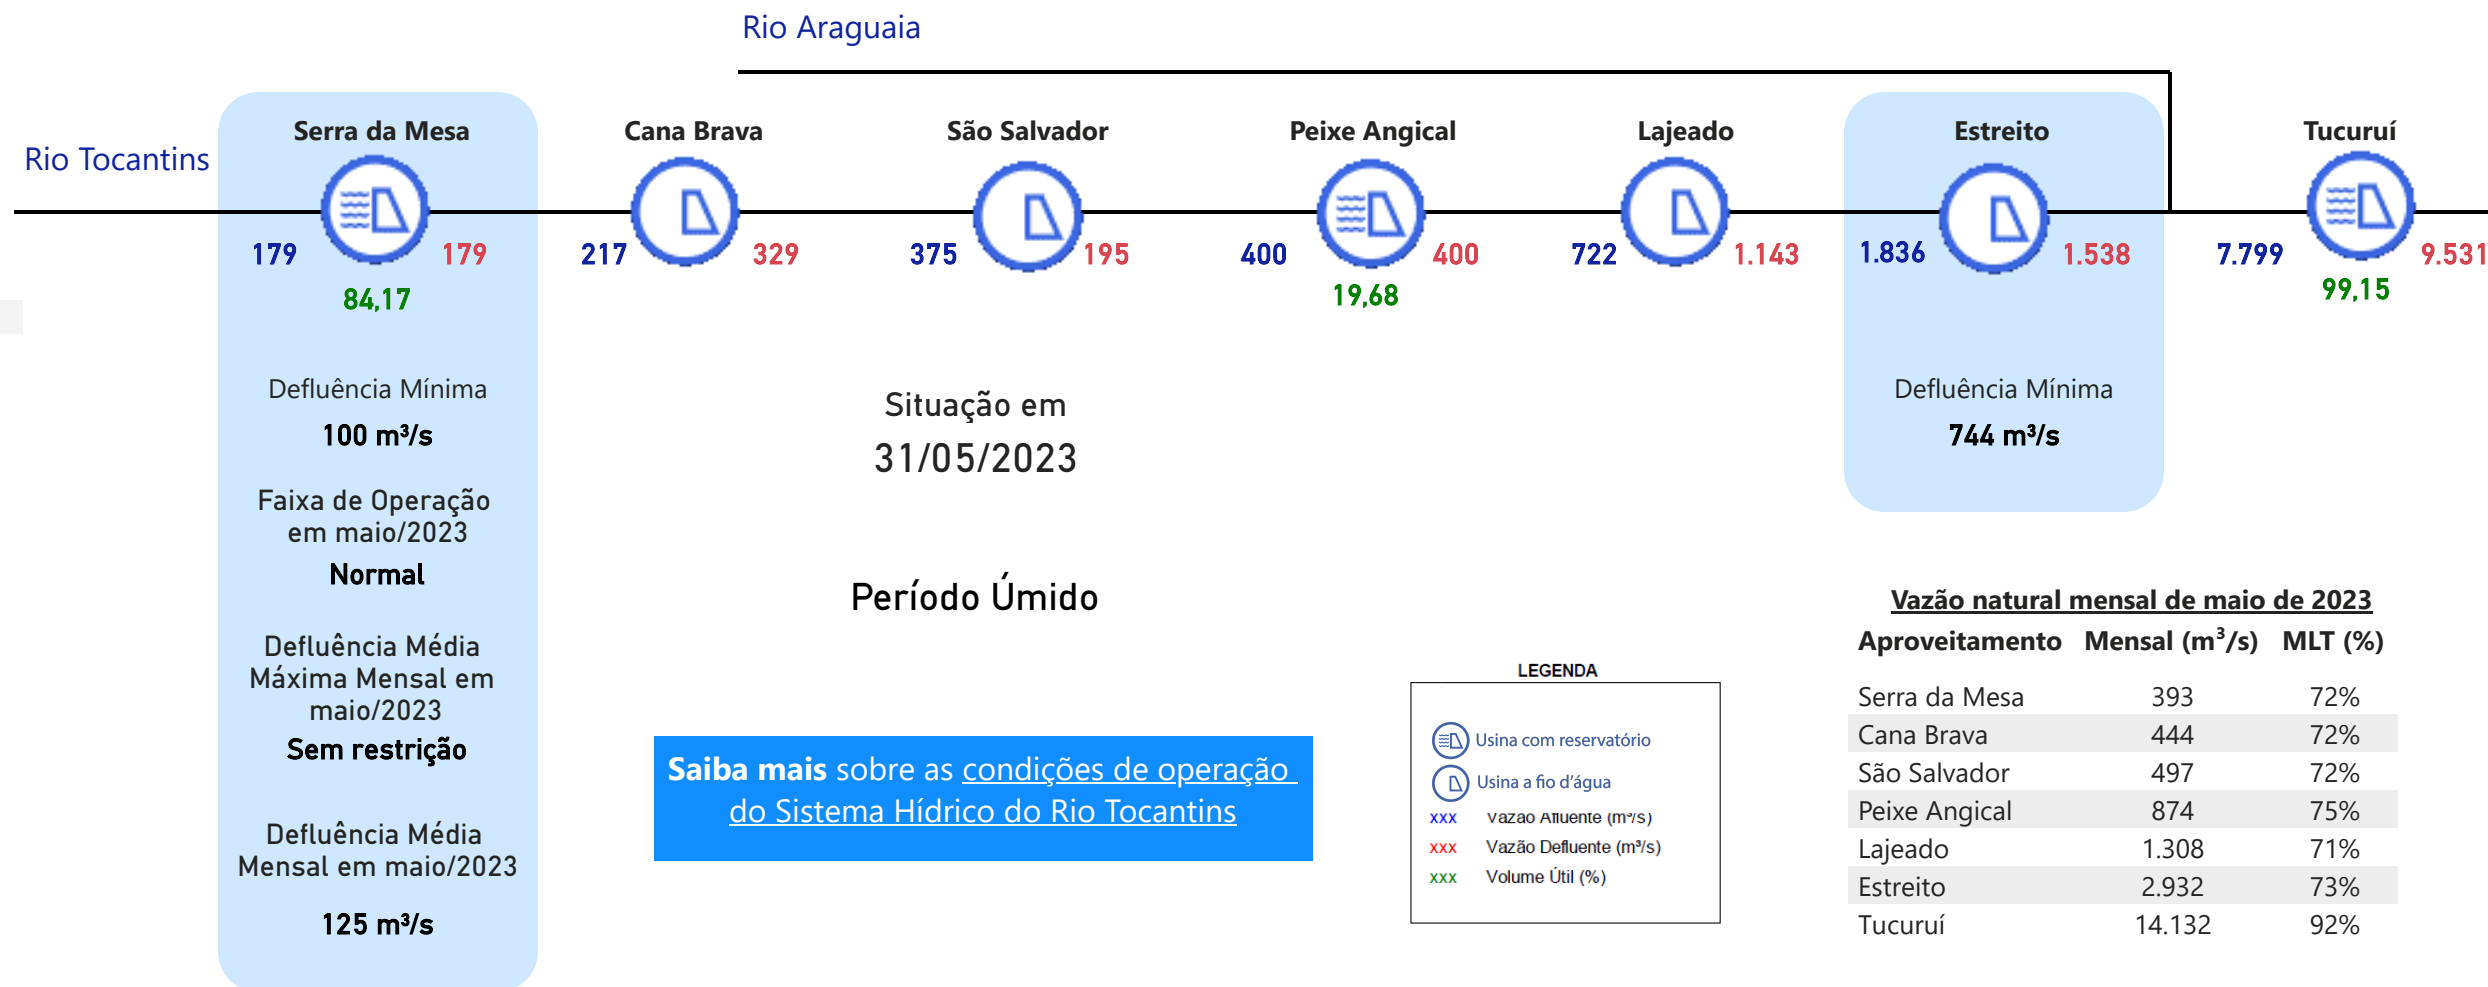 Rio Araguaia
Rio Tocantins
Serra da Mesa
179 179
84,17
Cana Brava
217 329
São Salvador
375 195
Peixe Angical
400 400
19,68
Lajeado
722 1.143
Estreito
1.836 1.538
Tucuruí
7.799 9.531
99,15
Defluência Mínima
100 m³/s
Faixa de Operação
em maio/2023
Normal
Defluência Média
Máxima Mensal em
maio/2023
Sem restrição
Defluência Média
Mensal em maio/2023
125 m³/s
Situação em
31/05/2023
Período Úmido
Saiba mais sobre as condições de operação
do Sistema Hídrico do Rio Tocantins
Defluência Mínima
744 m³/s
LEGENDA
Usina com reservatório
Usina a fio d'água
xxx Vazão Afluente (m³/s)
xxx Vazão Defluente (m³/s)
xxx Volume Útil (%)
Vazão natural mensal de maio de 2023
Aproveitamento Mensal (m³/s) MLT (%)
Serra da Mesa 393 72%
Cana Brava 444 72%
São Salvador 497 72%
Peixe Angical 874 75%
Lajeado 1.308 71%
Estreito 2.932 73%
Tucuruí 14.132 92%